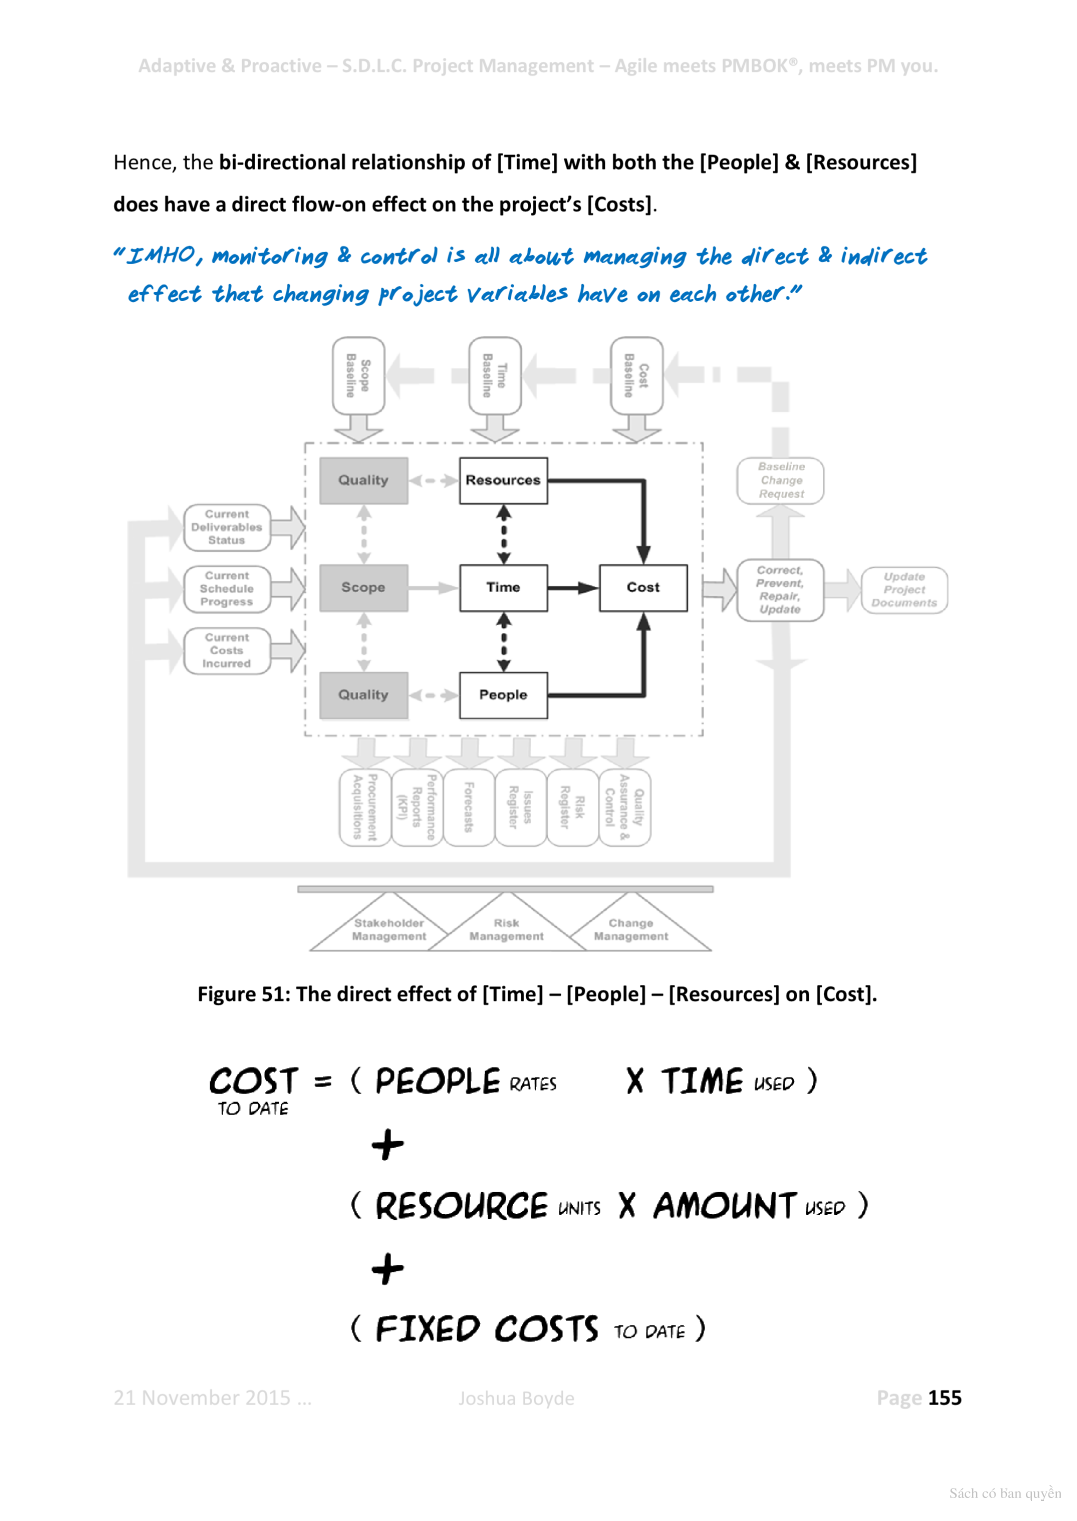 Adaptive & Proactive – S.D.L.C. Project Management – Agile meets PMBOK®, meets PM you.
Hence, the bi-directional relationship of [Time] with both the [People] & [Resources]
does have a direct flow-on effect on the project's [Costs].
"IMHO, monitoring & control is all about managing the direct & indirect
effect that changing project variables have on each other."
Scope
Baseline
Time
Baseline
Cost
Baseline
Quality
Resources
Baseline
Change
Request
Current
Deliverables
Status
Current
Schedule
Progress
Scope
Time
Cost
Correct,
Prevent,
Repair,
Update
Update
Project
Documents
Current
Costs
Incurred
Quality
People
Procurement
Acquisitions
Performance
Reports
(KPI)
Forecasts
Issues
Register
Risk
Register
Quality
Assurance &
Control
Stakeholder
Management
Risk
Management
Change
Management
Figure 51: The direct effect of [Time] – [People] – [Resources] on [Cost].
COST = ( PEOPLE RATES X TIME USED )
TO DATE
+
( RESOURCE UNITS X AMOUNT USED )
+
( FIXED COSTS TO DATE )
21 November 2015 ... Joshua Boyde Page 155
Sách có bản quyền